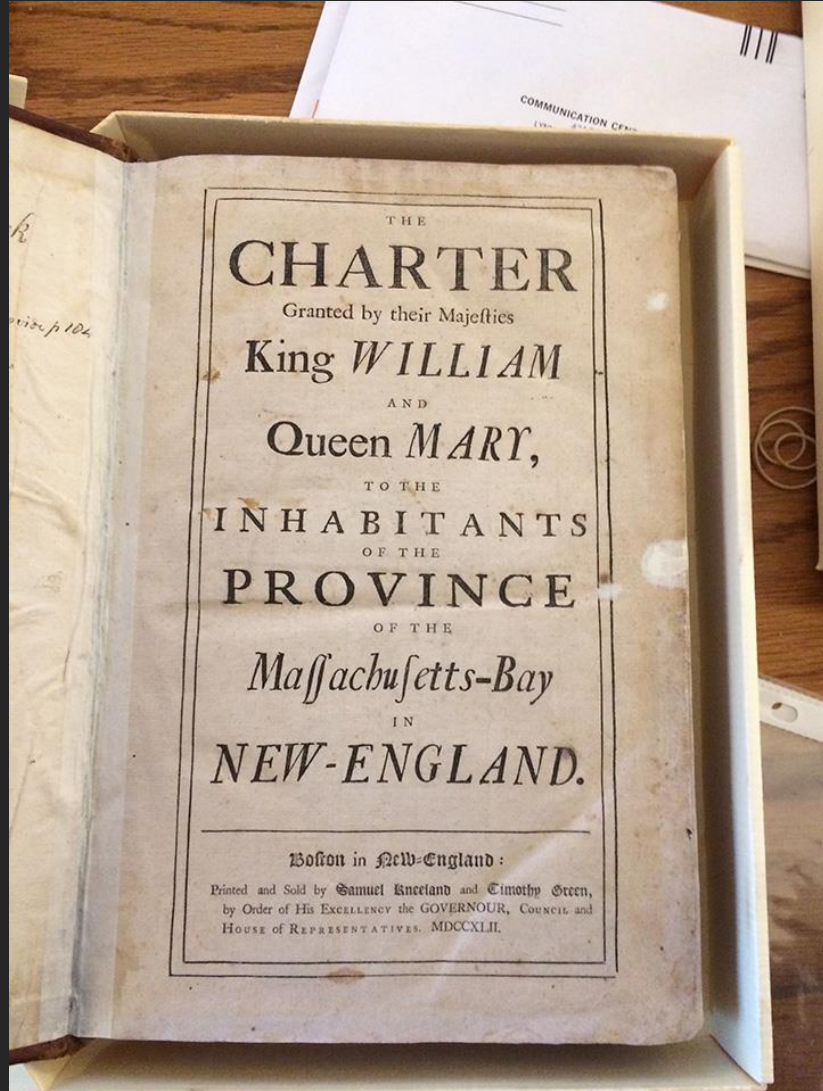 COMMUNICATION
k
p 104
THE
CHARTER
Granted by their Majeſties
King WILLIAM
AND
Queen MARY,
TO THE
INHABITANTS
OF THE
PROVINCE
OF THE
Maſſachuſetts-Bay
IN
NEW-ENGLAND.
Boſton in New-England:
Printed and Sold by Samuel Kneeland and Timothy Green,
by Order of His EXCELLENCY the GOVERNOUR, COUNCIL and
HOUSE of REPRESENTATIVES. MDCCXLII.